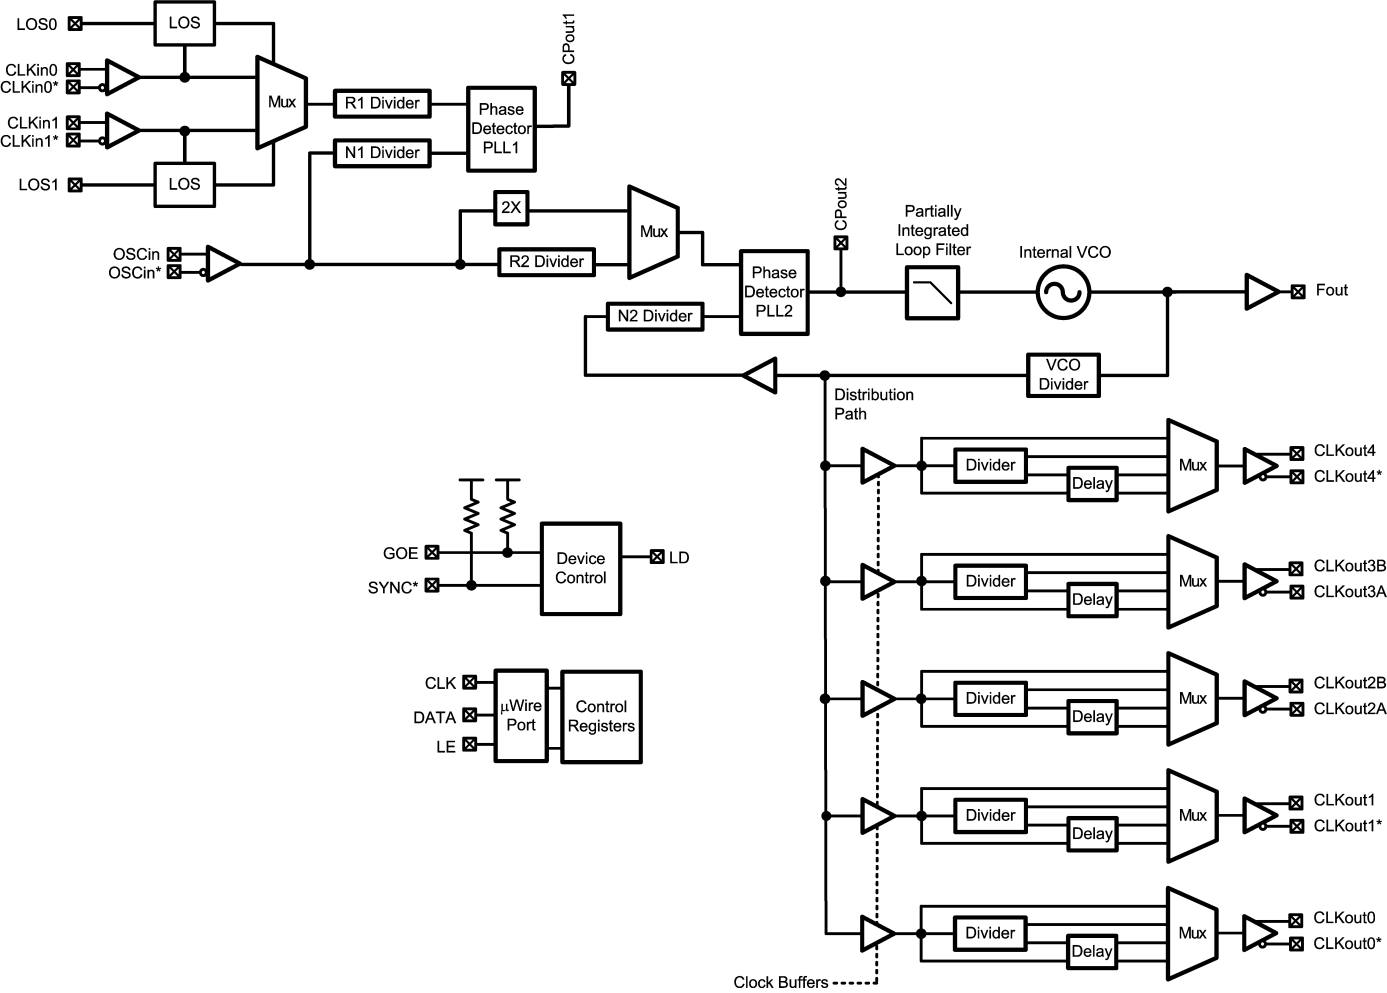 LOS0
LOS
CLKin0
CLKin0*
Mux
CLKin1
CLKin1*
LOS1
LOS
R1 Divider
N1 Divider
Phase
Detector
PLL1
CPout1
OSCin
OSCin*
2X
R2 Divider
Mux
N2 Divider
Phase
Detector
PLL2
CPout2
Partially
Integrated
Loop Filter
Internal VCO
Fout
VCO
Divider
Distribution
Path
Divider
Delay
Mux
CLKout4
CLKout4*
Divider
Delay
Mux
CLKout3B
CLKout3A
Divider
Delay
Mux
CLKout2B
CLKout2A
Divider
Delay
Mux
CLKout1
CLKout1*
Divider
Delay
Mux
CLKout0
CLKout0*
Clock Buffers
GOE
SYNC*
Device
Control
LD
CLK
DATA
LE
µWire
Port
Control
Registers